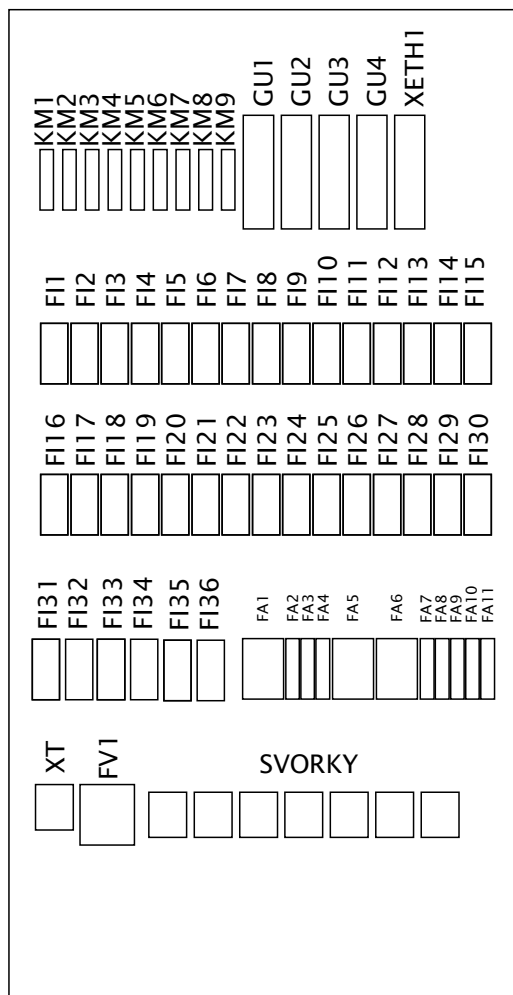 KM1 KM2 KM3 KM4 KM5 KM6 KM7 KM8 KM9 GU1 GU2 GU3 GU4 XETH1
FI1 FI2 FI3 FI4 FI5 FI6 FI7 FI8 FI9 FI10 FI11 FI12 FI13 FI14 FI15
FI16 FI17 FI18 FI19 FI20 FI21 FI22 FI23 FI24 FI25 FI26 FI27 FI28 FI29 FI30
FI31 FI32 FI33 FI34 FI35 FI36 FA1 FA2 FA3 FA4 FA5 FA6 FA7 FA8 FA9 FA10 FA11
XT FV1 SVORKY